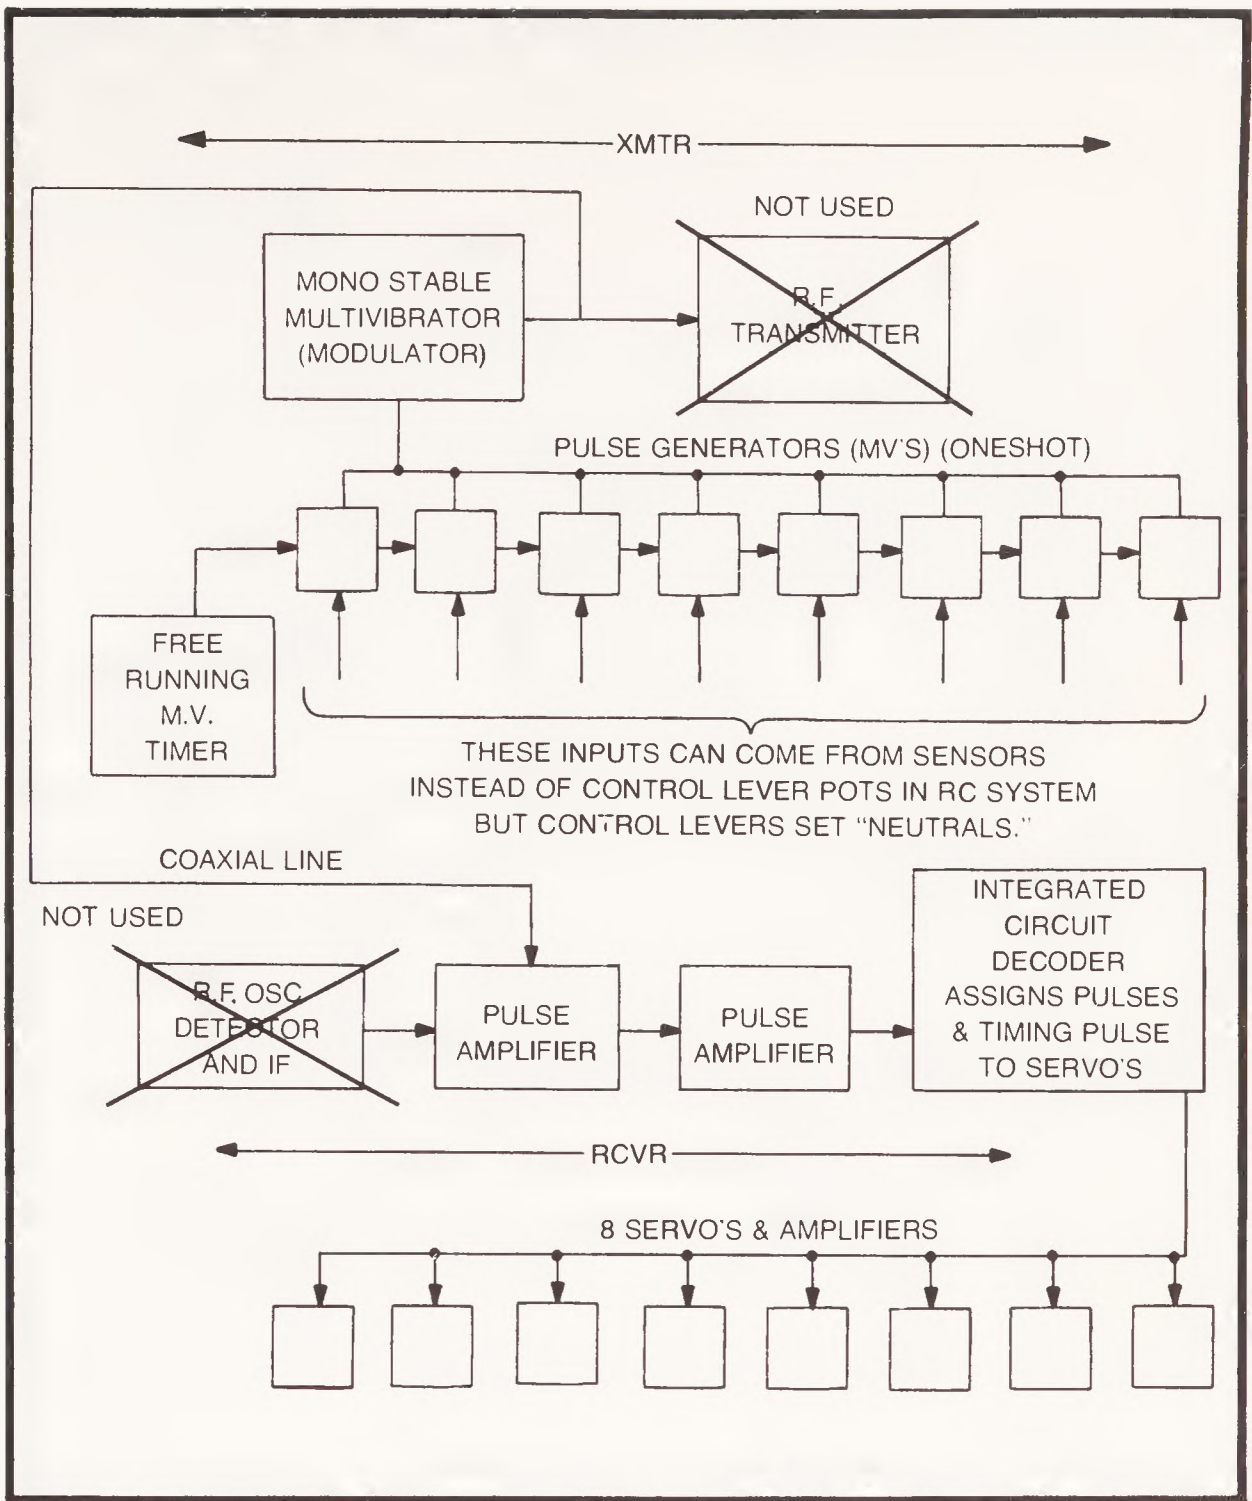 XMTR
NOT USED
MONO STABLE
MULTIVIBRATOR
(MODULATOR)
R.F.
TRANSMITTER
PULSE GENERATORS (MV'S) (ONESHOT)
FREE
RUNNING
M.V.
TIMER
THESE INPUTS CAN COME FROM SENSORS
INSTEAD OF CONTROL LEVER POTS IN RC SYSTEM
BUT CONTROL LEVERS SET "NEUTRALS."
COAXIAL LINE
NOT USED
R.F. OSC
DETECTOR
AND IF
PULSE
AMPLIFIER
PULSE
AMPLIFIER
INTEGRATED
CIRCUIT
DECODER
ASSIGNS PULSES
& TIMING PULSE
TO SERVO'S
RCVR
8 SERVO'S & AMPLIFIERS